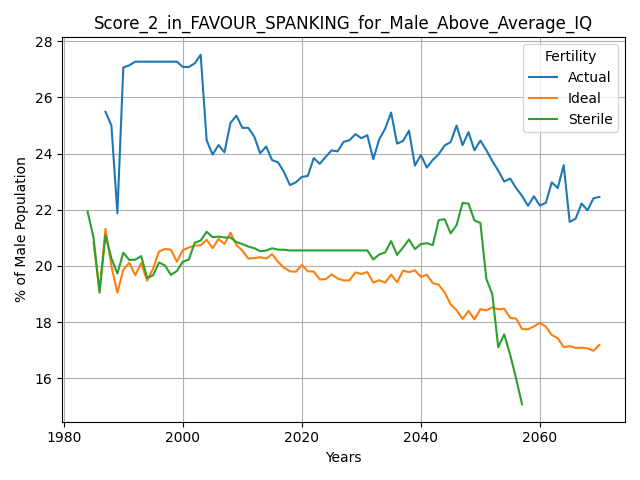 Score_2_in_FAVOUR_SPANKING_for_Male_Above_Average_IQ
Fertility
Actual
Ideal
Sterile
% of Male Population
28
26
24
22
20
18
16
1980
2000
2020
2040
2060
Years